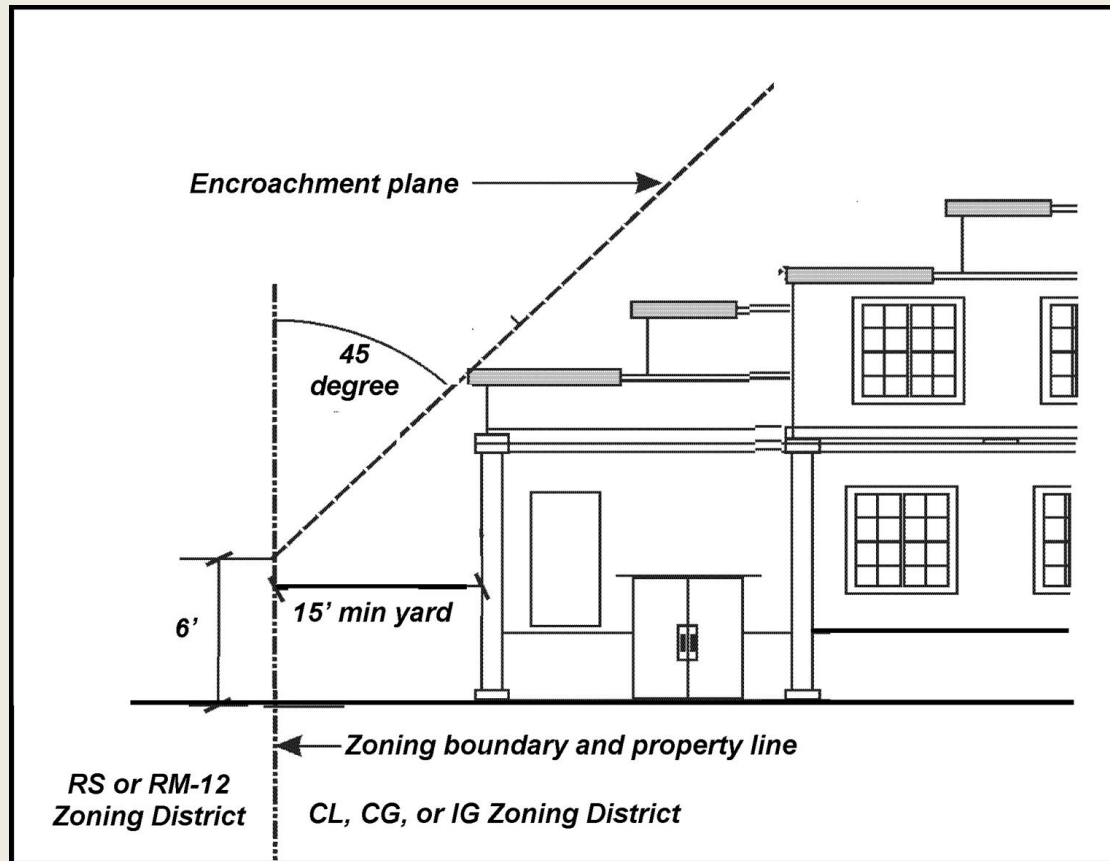 Encroachment plane
45
degree
15’ min yard
6’
Zoning boundary and property line
RS or RM-12
Zoning District
CL, CG, or IG Zoning District